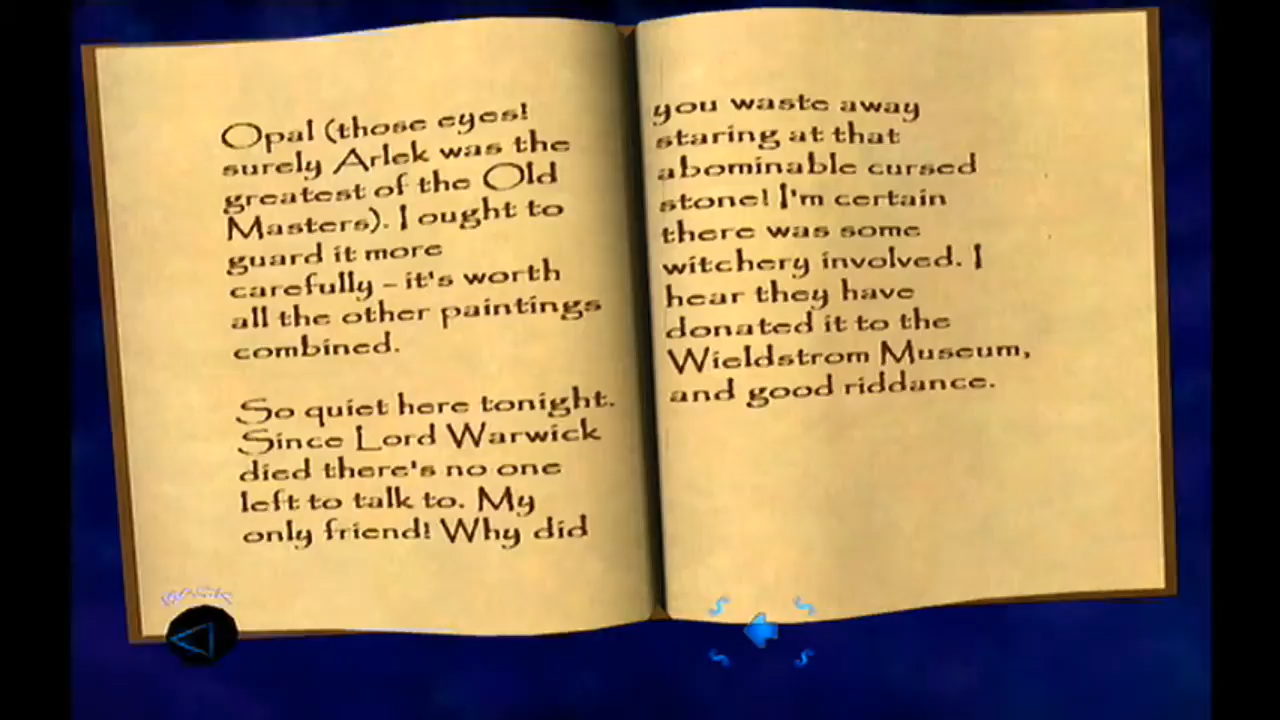 Opal (those eyes!
surely Arlek was the
greatest of the Old
Masters). I ought to
guard it more
carefully - it's worth
all the other paintings
combined.
So quiet here tonight.
Since Lord Warwick
died there's no one
left to talk to. My
only friend! Why did
you waste away
staring at that
abominable cursed
stone! I'm certain
there was some
witchery involved. I
hear they have
donated it to the
Wieldstrom Museum,
and good riddance.